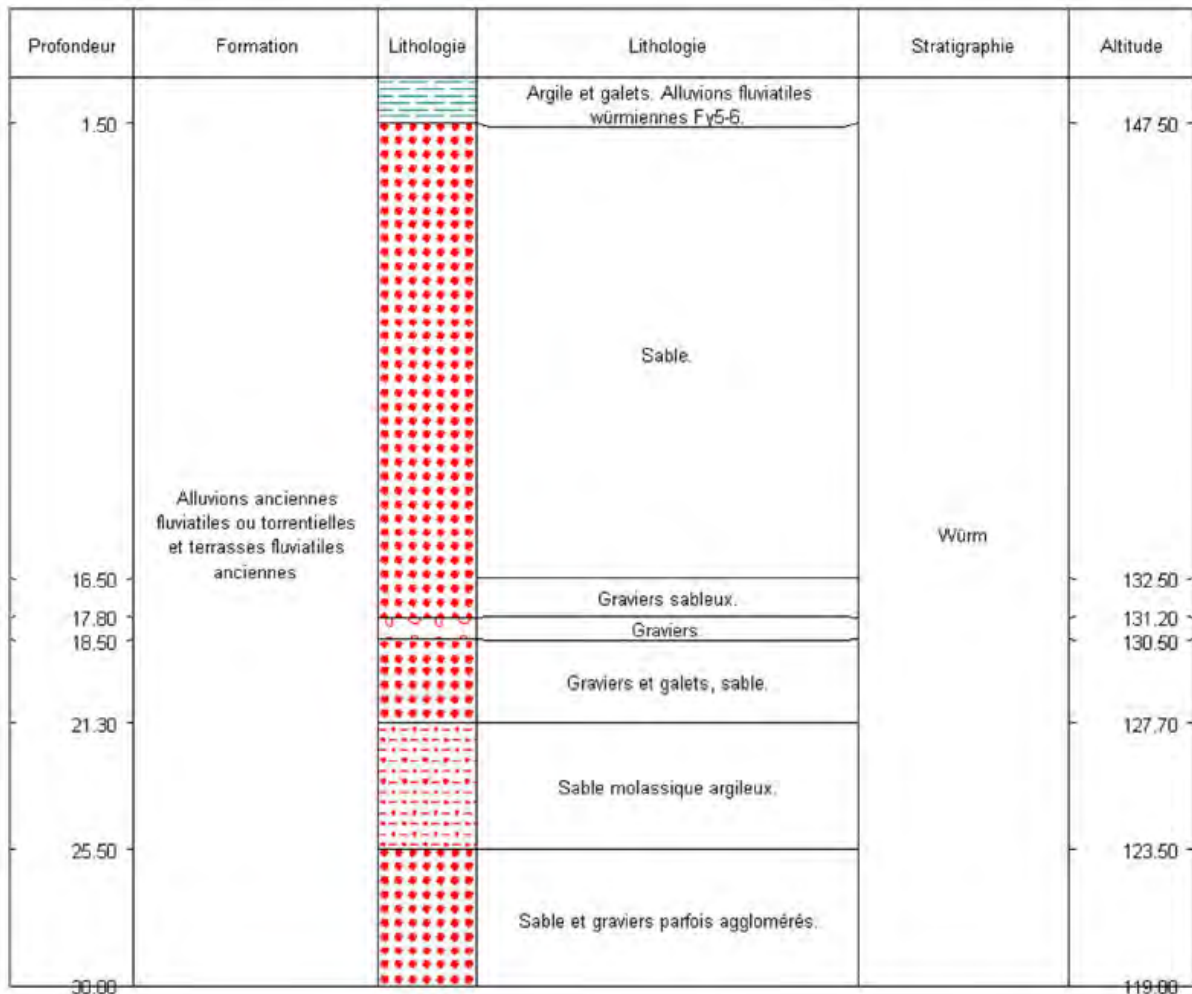 Profondeur Formation Lithologie Lithologie Stratigraphie Altitude
Argile et galets. Alluvions fluviatiles
würmiennes Fγ5-6.
1.50 147.50
Sable.
Alluvions anciennes
fluviatiles ou torrentielles
et terrasses fluviatiles
anciennes
Würm
16.50 132.50
Graviers sableux.
17.80 131.20
Graviers.
18.50 130.50
Graviers et galets, sable.
21.30 127.70
Sable molassique argileux.
25.50 123.50
Sable et graviers parfois agglomérés.
30.00 119.00